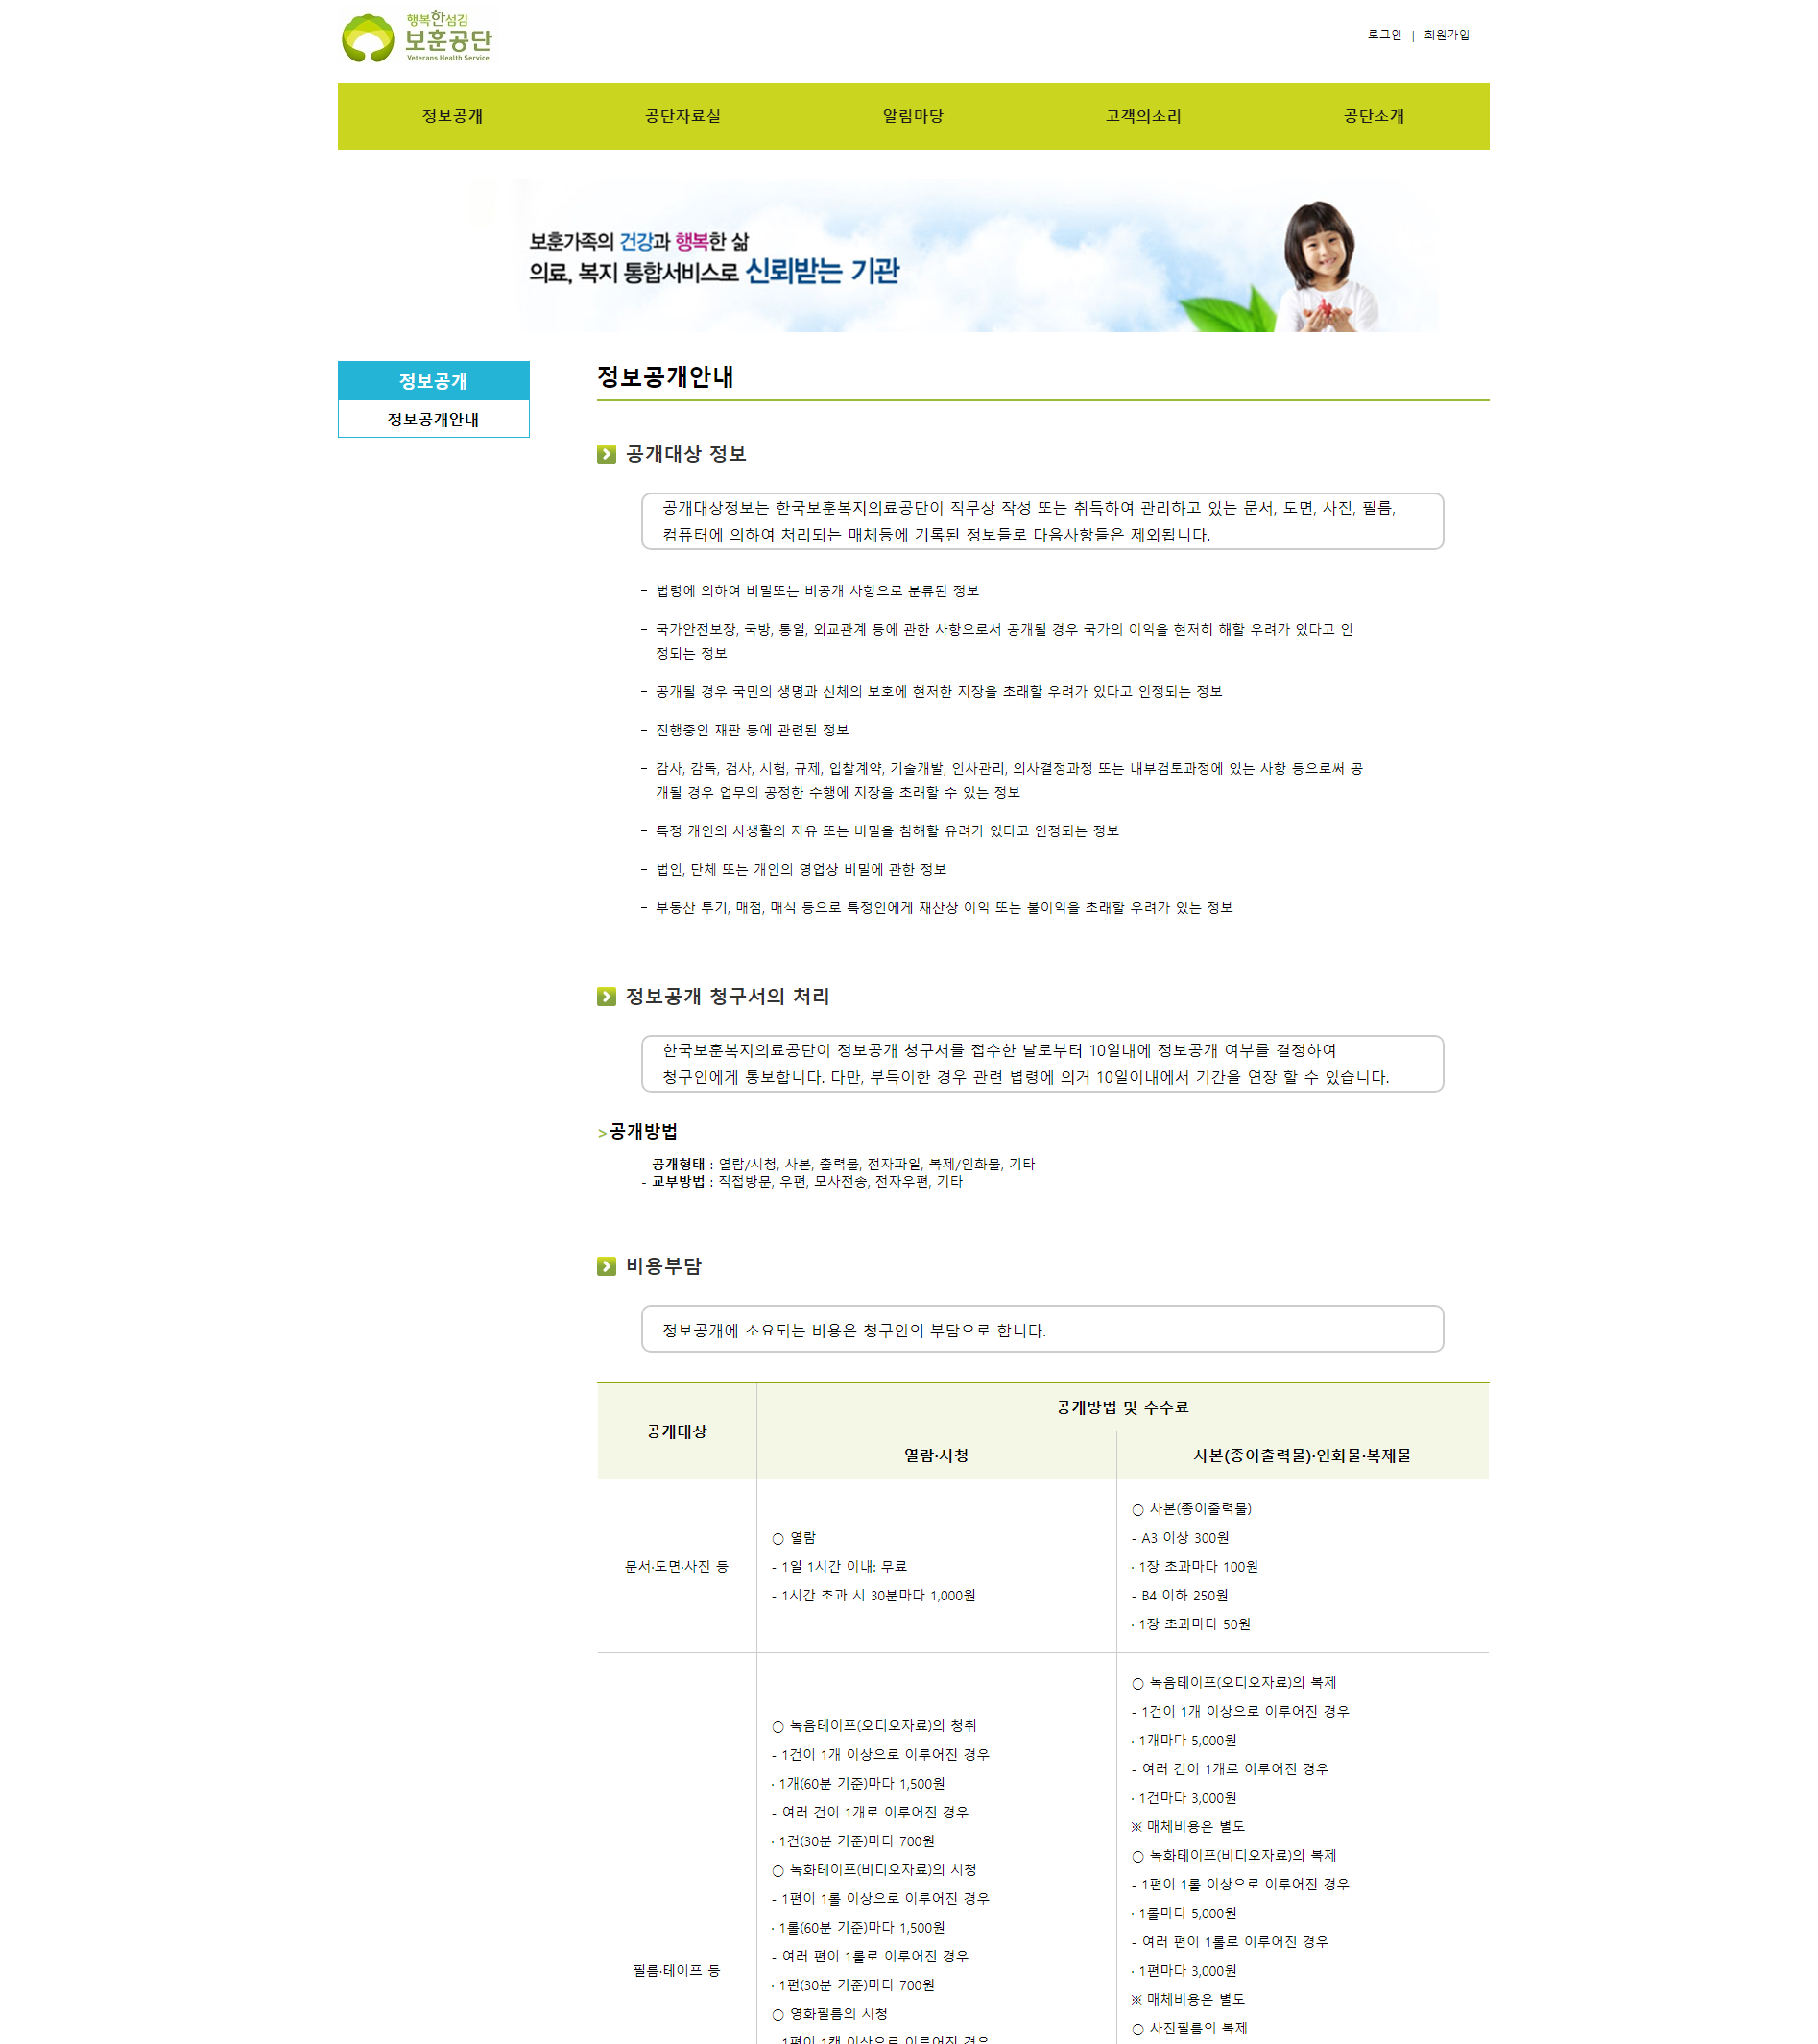 행복한섬김
보훈공단
Veterans Health Service
로그인 | 회원가입
정보공개 공단자료실 알림마당 고객의소리 공단소개
보훈가족의 건강과 행복한 삶
의료, 복지 통합서비스로 신뢰받는 기관
정보공개
정보공개안내
정보공개안내
공개대상 정보
공개대상정보는 한국보훈복지의료공단이 직무상 작성 또는 취득하여 관리하고 있는 문서, 도면, 사진, 필름,
컴퓨터에 의하여 처리되는 매체등에 기록된 정보들로 다음사항들은 제외됩니다.
- 법령에 의하여 비밀또는 비공개 사항으로 분류된 정보
- 국가안전보장, 국방, 통일, 외교관계 등에 관한 사항으로서 공개될 경우 국가의 이익을 현저히 해할 우려가 있다고 인
정되는 정보
- 공개될 경우 국민의 생명과 신체의 보호에 현저한 지장을 초래할 우려가 있다고 인정되는 정보
- 진행중인 재판 등에 관련된 정보
- 감사, 감독, 검사, 시험, 규제, 입찰계약, 기술개발, 인사관리, 의사결정과정 또는 내부검토과정에 있는 사항 등으로써 공
개될 경우 업무의 공정한 수행에 지장을 초래할 수 있는 정보
- 특정 개인의 사생활의 자유 또는 비밀을 침해할 유려가 있다고 인정되는 정보
- 법인, 단체 또는 개인의 영업상 비밀에 관한 정보
- 부동산 투기, 매점, 매식 등으로 특정인에게 재산상 이익 또는 불이익을 초래할 우려가 있는 정보
정보공개 청구서의 처리
한국보훈복지의료공단이 정보공개 청구서를 접수한 날로부터 10일내에 정보공개 여부를 결정하여
청구인에게 통보합니다. 다만, 부득이한 경우 관련 볍령에 의거 10일이내에서 기간을 연장 할 수 있습니다.
>공개방법
- 공개형태 : 열람/시청, 사본, 출력물, 전자파일, 복제/인화물, 기타
- 교부방법 : 직접방문, 우편, 모사전송, 전자우편, 기타
비용부담
정보공개에 소요되는 비용은 청구인의 부담으로 합니다.
공개대상
공개방법 및 수수료
열람·시청
사본(종이출력물)·인화물·복제물
문서·도면·사진 등
○ 열람
- 1일 1시간 이내: 무료
- 1시간 초과 시 30분마다 1,000원
○ 사본(종이출력물)
- A3 이상 300원
· 1장 초과마다 100원
- B4 이하 250원
· 1장 초과마다 50원
필름·테이프 등
○ 녹음테이프(오디오자료)의 청취
- 1건이 1개 이상으로 이루어진 경우
· 1개(60분 기준)마다 1,500원
- 여러 건이 1개로 이루어진 경우
· 1건(30분 기준)마다 700원
○ 녹화테이프(비디오자료)의 시청
- 1편이 1롤 이상으로 이루어진 경우
· 1롤(60분 기준)마다 1,500원
- 여러 편이 1롤로 이루어진 경우
· 1편(30분 기준)마다 700원
○ 영화필름의 시청
- 1편이 1캔 이상으로 이루어진 경우
○ 녹음테이프(오디오자료)의 복제
- 1건이 1개 이상으로 이루어진 경우
· 1개마다 5,000원
- 여러 건이 1개로 이루어진 경우
· 1건마다 3,000원
※ 매체비용은 별도
○ 녹화테이프(비디오자료)의 복제
- 1편이 1롤 이상으로 이루어진 경우
· 1롤마다 5,000원
- 여러 편이 1롤로 이루어진 경우
· 1편마다 3,000원
※ 매체비용은 별도
○ 사진필름의 복제